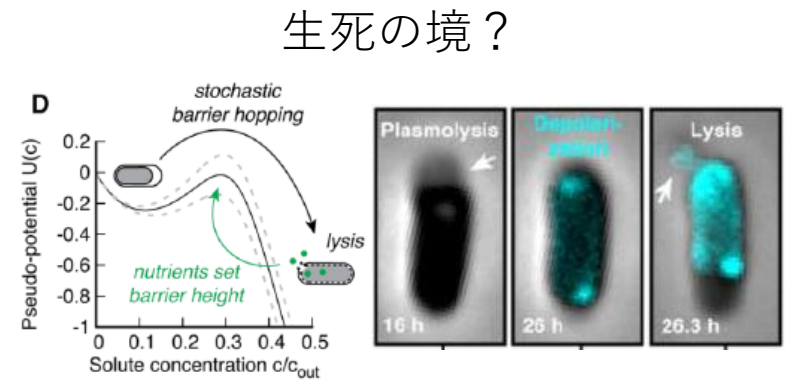 生死の境？
D
stochastic
barrier hopping
Pseudo-potential U(c)
0.2
0
-0.2
-0.4
-0.6
-0.8
-1
lysis
nutrients set
barrier height
0 0.1 0.2 0.3 0.4 0.5
Solute concentration c/cout
Plasmolysis
16 h
Depolari-
zation
26 h
Lysis
26.3 h